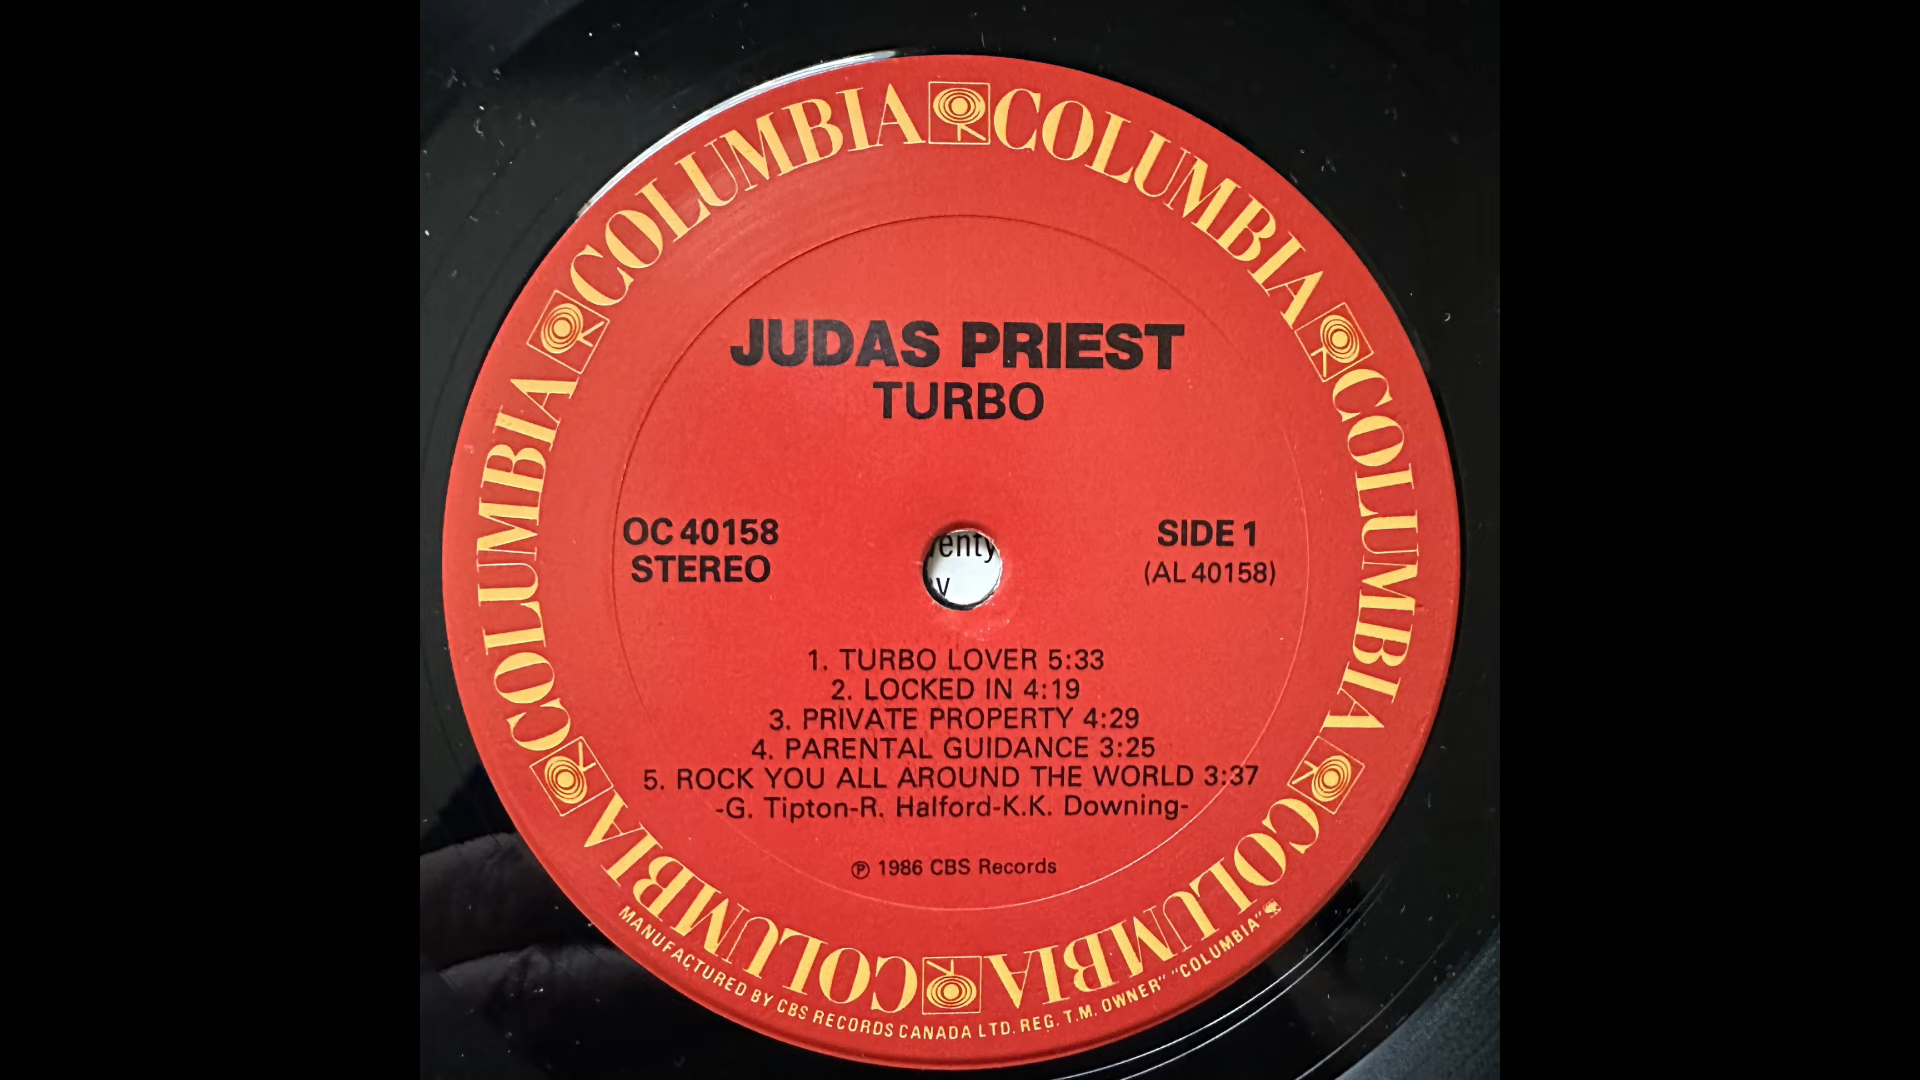 COLUMBIA COLUMBIA COLUMBIA COLUMBIA COLUMBIA COLUMBIA
JUDAS PRIEST
TURBO
OC 40158
STEREO
SIDE 1
(AL 40158)
enty
1. TURBO LOVER 5:33
2. LOCKED IN 4:19
3. PRIVATE PROPERTY 4:29
4. PARENTAL GUIDANCE 3:25
5. ROCK YOU ALL AROUND THE WORLD 3:37
-G. Tipton-R. Halford-K.K. Downing-
℗ 1986 CBS Records
MANUFACTURED BY CBS RECORDS CANADA LTD. REG. T.M. OWNER" "COLUMBIA"